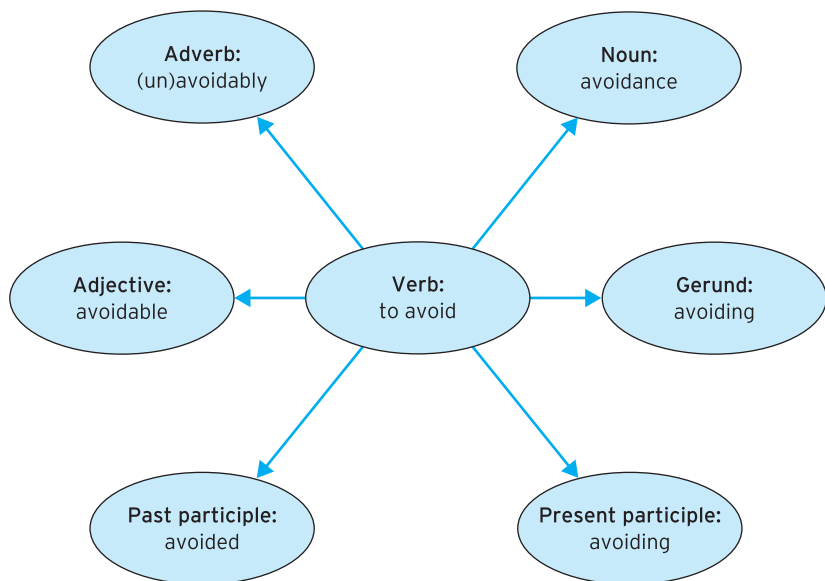 Adverb:
(un)avoidably
Noun:
avoidance
Adjective:
avoidable
Verb:
to avoid
Gerund:
avoiding
Past participle:
avoided
Present participle:
avoiding